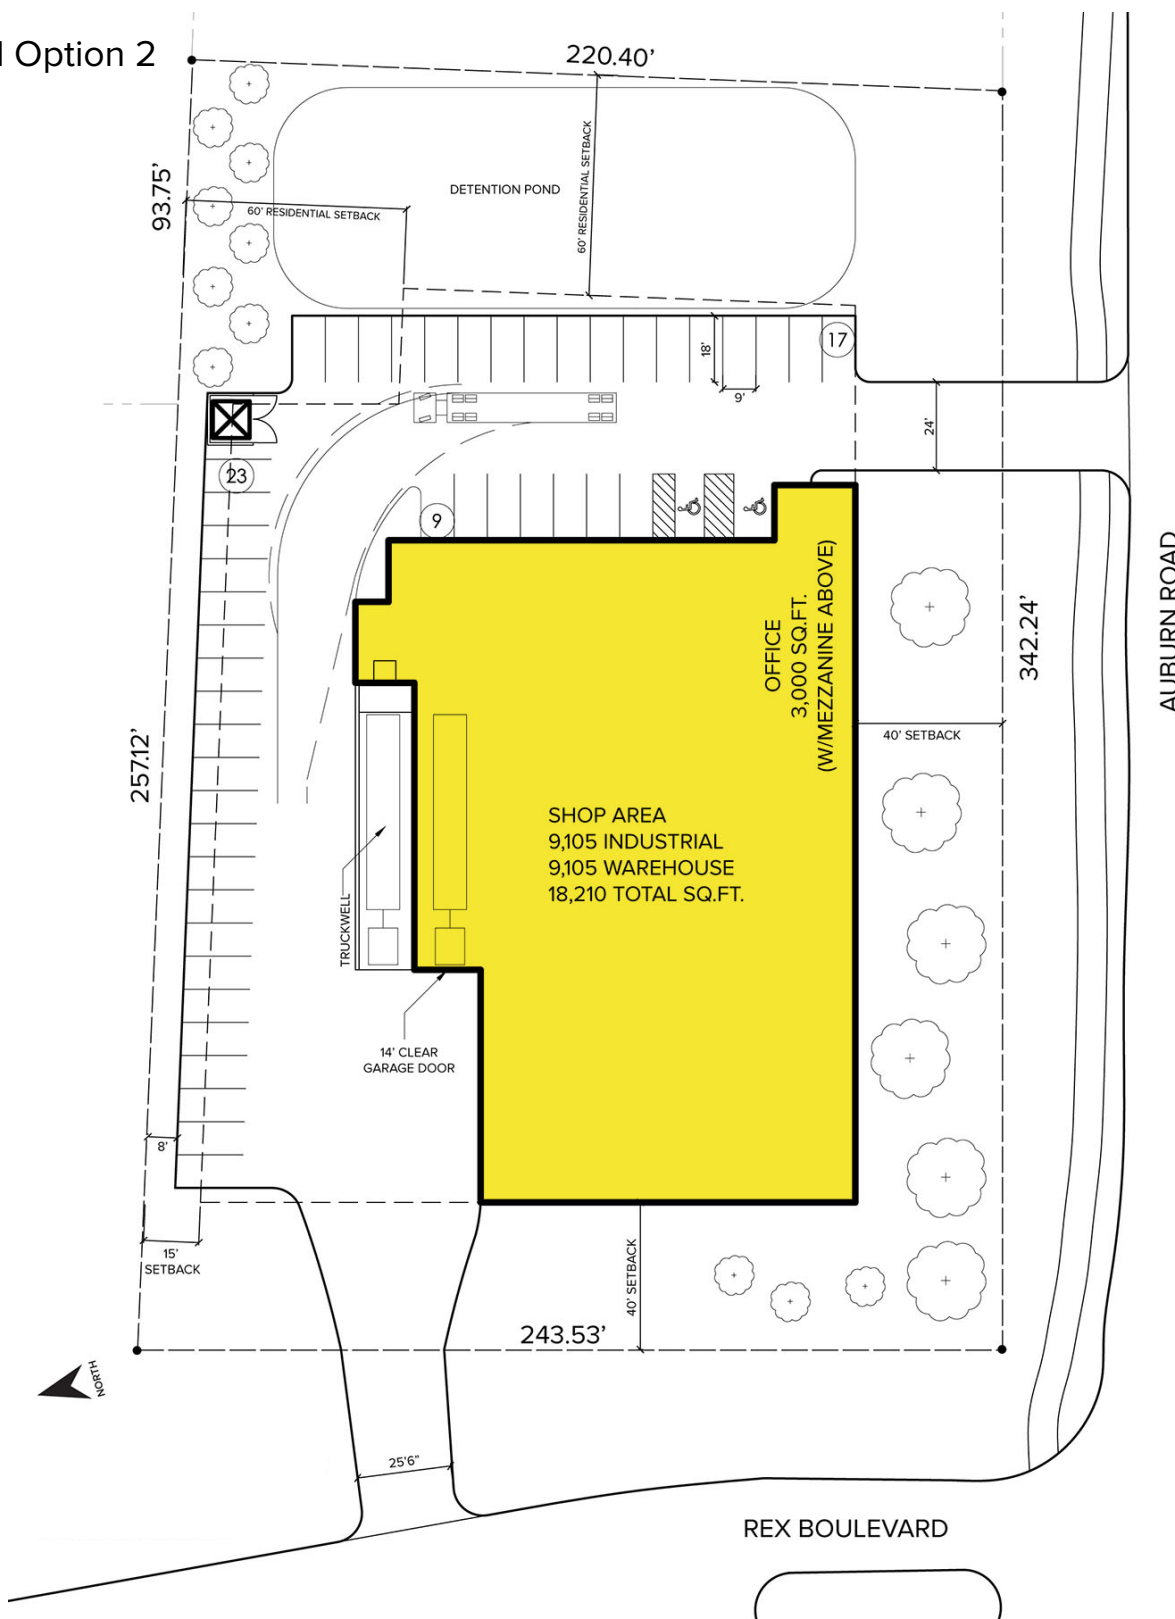 Option 2
220.40’
93.75’
60’ RESIDENTIAL SETBACK
DETENTION POND
60’ RESIDENTIAL SETBACK
17
18’
9’
24’
23
9
OFFICE
3,000 SQ.FT.
(W/MEZZANINE ABOVE)
342.24’
AUBURN ROAD
40’ SETBACK
257.12’
SHOP AREA
9,105 INDUSTRIAL
9,105 WAREHOUSE
18,210 TOTAL SQ.FT.
TRUCKWELL
14’ CLEAR
GARAGE DOOR
8’
15’
SETBACK
40’ SETBACK
243.53’
NORTH
25’6”
REX BOULEVARD